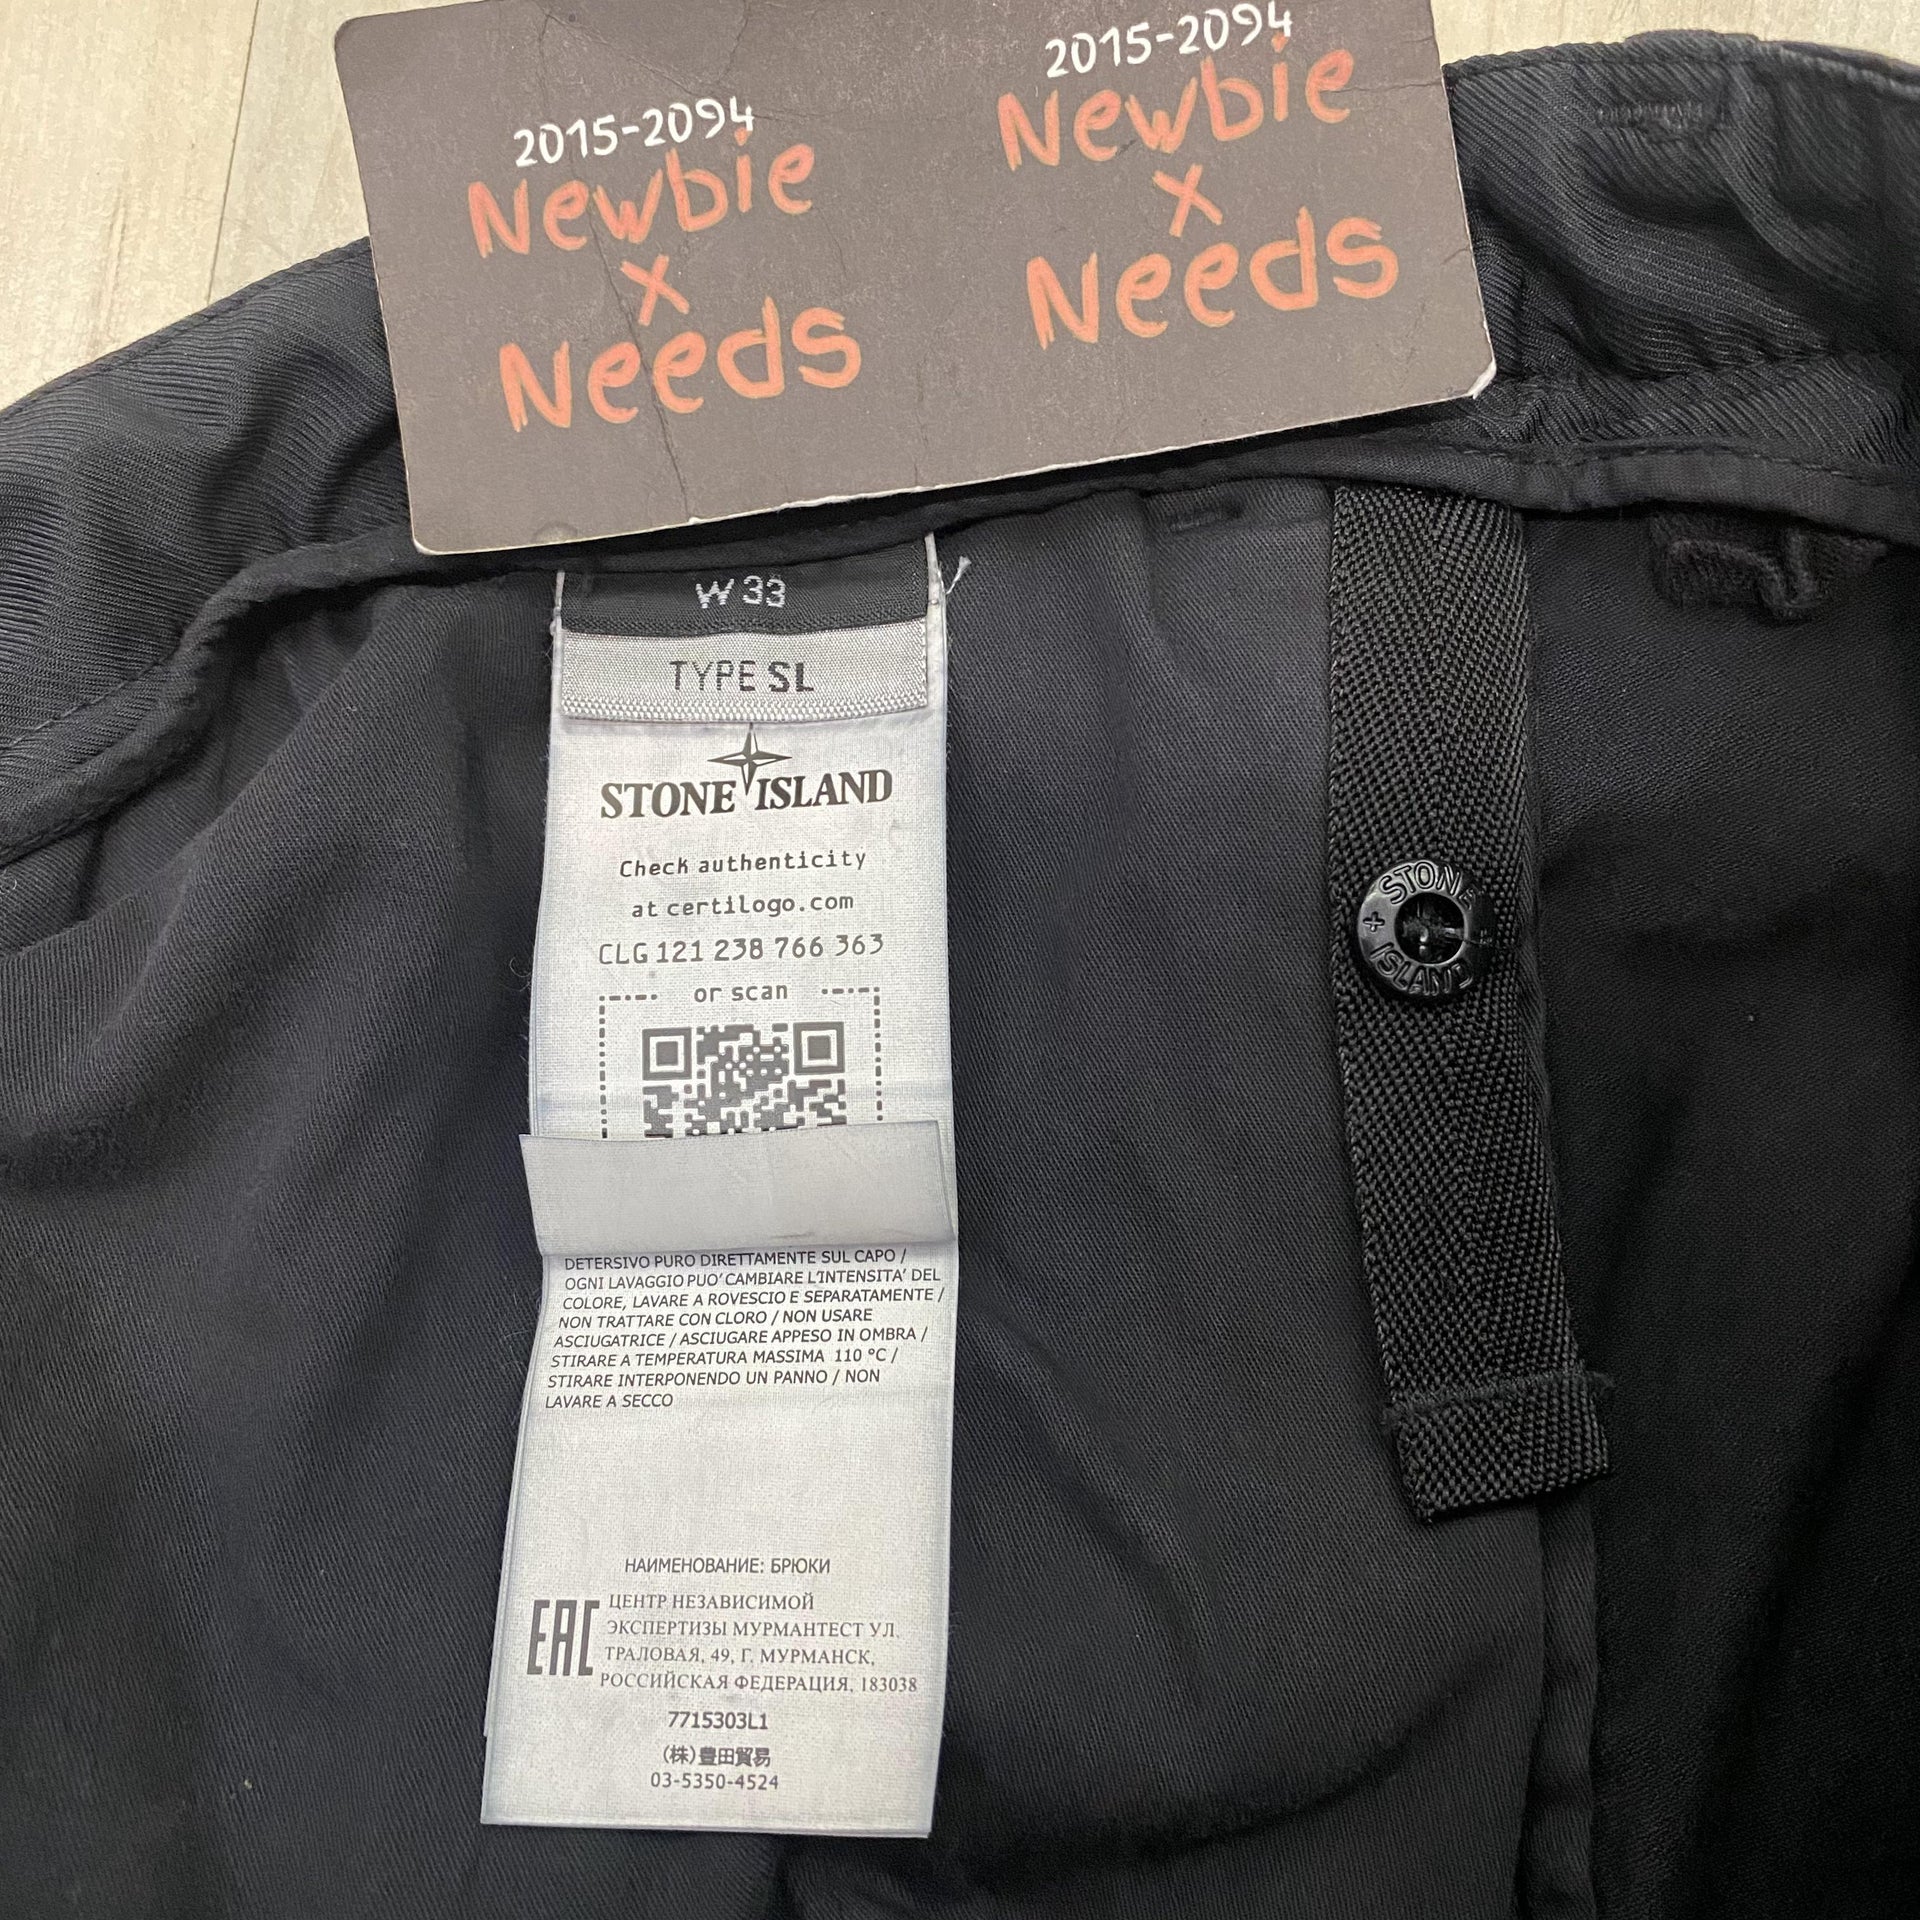 2015-2094
Newbie
x
Needs
2015-2094
Newbie
x
Needs
W 33
TYPE SL
STONE ISLAND
Check authenticity
at certilogo.com
CLG 121 238 766 363
or scan
STONE
ISLAND
DETERSIVO PURO DIRETTAMENTE SUL CAPO /
OGNI LAVAGGIO PUO' CAMBIARE L'INTENSITA' DEL
COLORE, LAVARE A ROVESCIO E SEPARATAMENTE /
NON TRATTARE CON CLORO / NON USARE
ASCIUGATRICE / ASCIUGARE APPESO IN OMBRA /
STIRARE A TEMPERATURA MASSIMA 110 °C /
STIRARE INTERPONENDO UN PANNO / NON
LAVARE A SECCO
НАИМЕНОВАНИЕ: БРЮКИ
EAC
ЦЕНТР НЕЗАВИСИМОЙ
ЭКСПЕРТИЗЫ МУРМАНТЕСТ УЛ.
ТРАЛОВАЯ, 49, Г. МУРМАНСК,
РОССИЙСКАЯ ФЕДЕРАЦИЯ, 183038
7715303L1
(株)豊田貿易
03-5350-4524